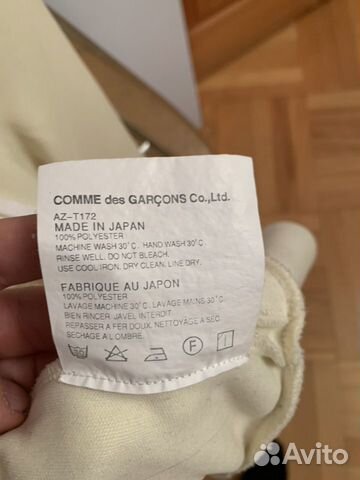 COMME des GARÇONS Co.,Ltd.
AZ-T172
MADE IN JAPAN
100% POLYESTER
MACHINE WASH 30°C. HAND WASH 30°C.
RINSE WELL. DO NOT BLEACH.
USE COOL IRON. DRY CLEAN. LINE DRY.
FABRIQUE AU JAPON
100% POLYESTER
LAVAGE MACHINE 30°C. LAVAGE MAINS 30°C.
BIEN RINCER. JAVEL INTERDIT.
REPASSER A FER DOUX. NETTOYAGE A SEC.
SECHAGE A L'OMBRE.
F
Avito